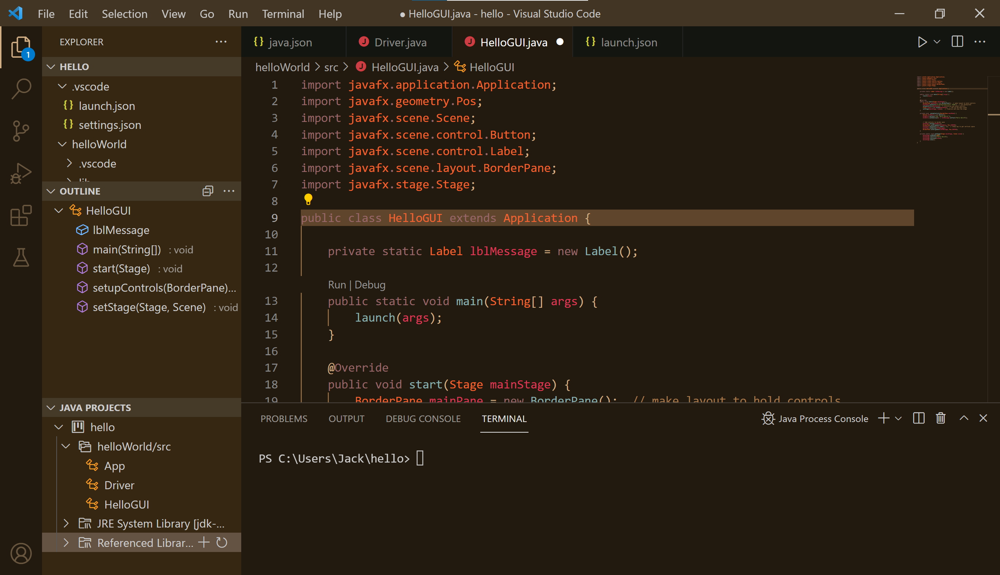 File Edit Selection View Go Run Terminal Help ● HelloGUI.java - hello - Visual Studio Code
1
EXPLORER
HELLO
.vscode
{} launch.json
{} settings.json
helloWorld
.vscode
OUTLINE
HelloGUI
lblMessage
main(String[]) : void
start(Stage) : void
setupControls(BorderPane)...
setStage(Stage, Scene) : void
JAVA PROJECTS
hello
helloWorld/src
App
Driver
HelloGUI
JRE System Library [jdk-...
Referenced Librar...
{} java.json J Driver.java J HelloGUI.java ● {} launch.json
helloWorld > src > J HelloGUI.java > HelloGUI
1 import javafx.application.Application;
2 import javafx.geometry.Pos;
3 import javafx.scene.Scene;
4 import javafx.scene.control.Button;
5 import javafx.scene.control.Label;
6 import javafx.scene.layout.BorderPane;
7 import javafx.stage.Stage;
8
9 public class HelloGUI extends Application {
10
11 private static Label lblMessage = new Label();
12
Run | Debug
13 public static void main(String[] args) {
14 launch(args);
15 }
16
17 @Override
18 public void start(Stage mainStage) {
19 BorderPane mainPane = new BorderPane(); // make layout to hold controls
PROBLEMS OUTPUT DEBUG CONSOLE TERMINAL Java Process Console
PS C:\Users\Jack\hello>